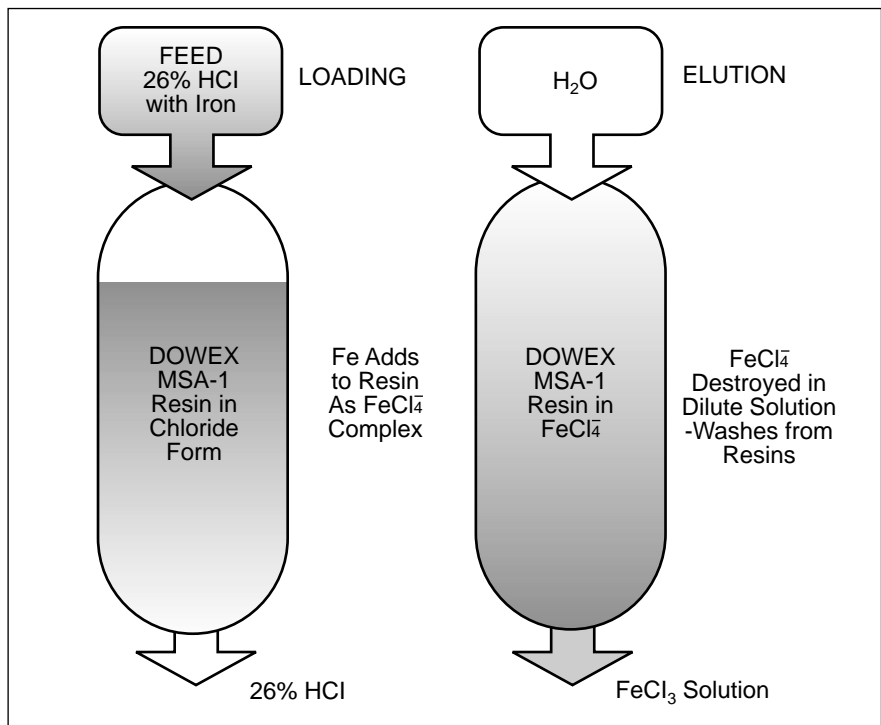 FEED
26% HCl
with Iron
LOADING
DOWEX
MSA-1
Resin in
Chloride
Form
Fe Adds
to Resin
As FeCl₄⁻
Complex
26% HCl
H₂O
ELUTION
DOWEX
MSA-1
Resin in
FeCl₄⁻
FeCl₄⁻
Destroyed in
Dilute Solution
-Washes from
Resins
FeCl₃ Solution